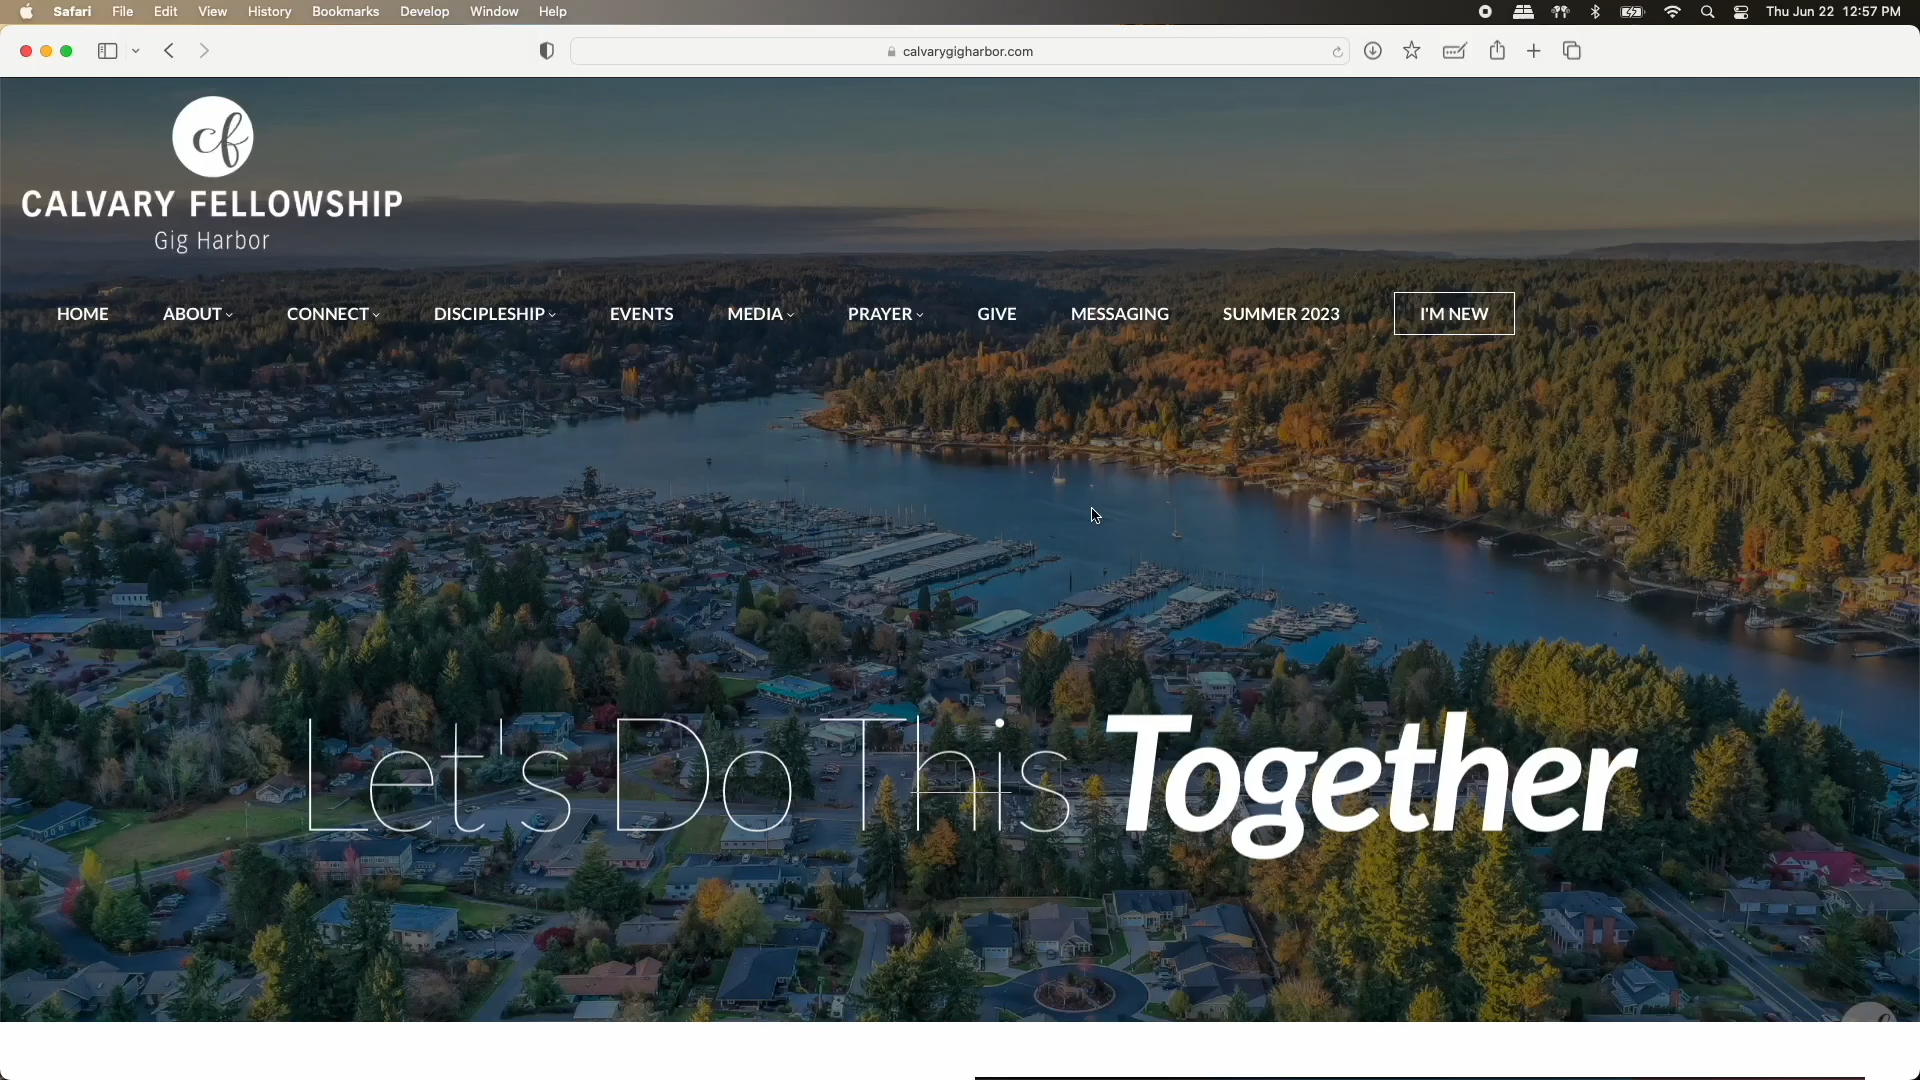 Safari File Edit View History Bookmarks Develop Window Help Thu Jun 22 12:57 PM
calvarygigharbor.com
cf
CALVARY FELLOWSHIP
Gig Harbor
HOME ABOUT CONNECT DISCIPLESHIP EVENTS MEDIA PRAYER GIVE MESSAGING SUMMER 2023 I'M NEW
Let's Do This Together